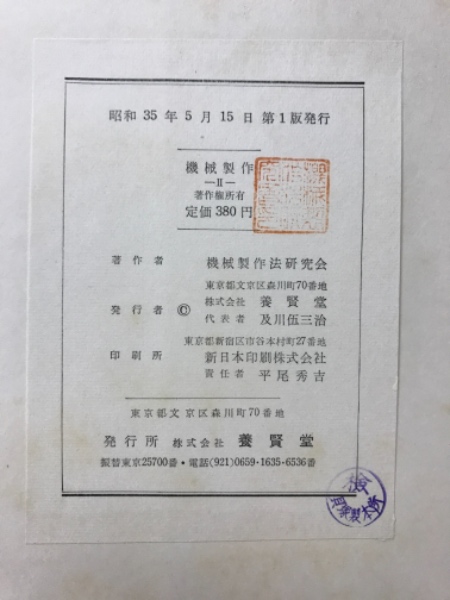 昭和 35 年 5 月 15 日 第 1 版発行
機械製作
—II—
著作権所有
定価 380 円
著作者 機械製作法研究会
東京都文京区森川町70番地
発行者 © 株式会社 養賢堂
代表者 及川伍三治
東京都新宿区市谷本村町27番地
印刷所 新日本印刷株式会社
責任者 平尾秀吉
東京都文京区森川町70番地
発行所 株式会社 養賢堂
振替東京25700番・電話(921)0659-1635-6536番